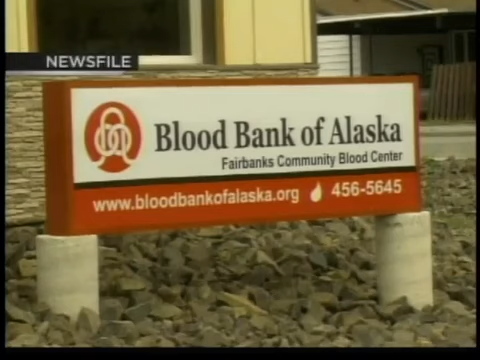 NEWSFILE
Blood Bank of Alaska
Fairbanks Community Blood Center
www.bloodbankofalaska.org 456-5645